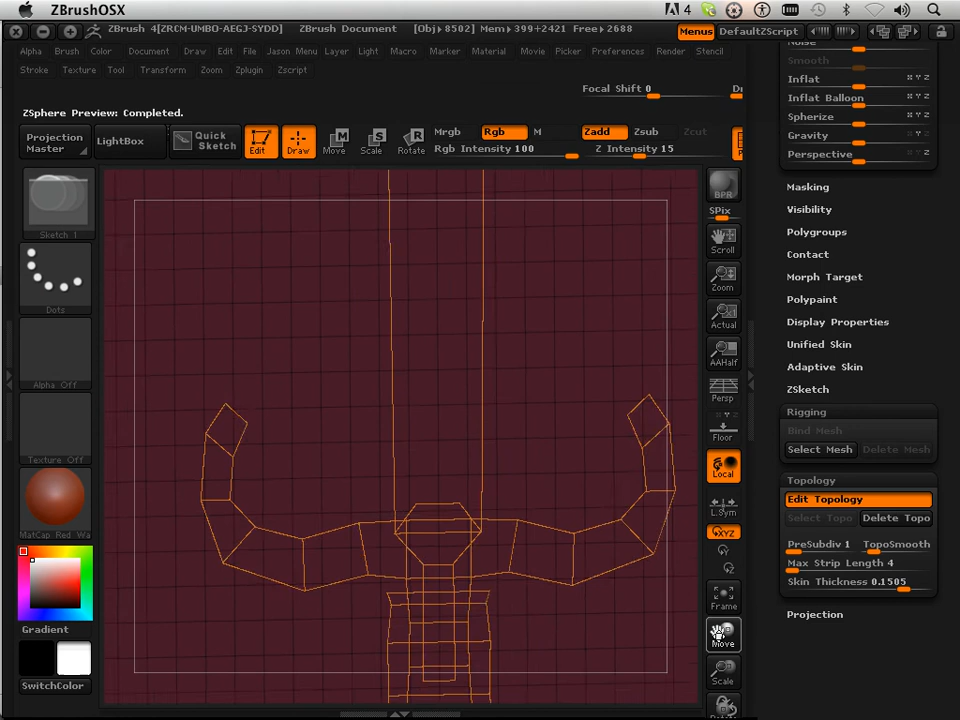 ZBrushOSX
4
ZBrush 4[ZRCM-UMBO-AEGJ-SYDD] ZBrush Document [Obj▸8502] Mem▸399+2421 Free▸2688
Menus DefaultZScript
Alpha Brush Color Document Draw Edit File Jason Menu Layer Light Macro Marker Material Movie Picker Preferences Render Stencil
Stroke Texture Tool Transform Zoom Zplugin Zscript
Focal Shift 0
ZSphere Preview: Completed.
Projection
Master
LightBox
Quick
Sketch
Edit
Draw
Move
Scale
Rotate
Mrgb Rgb M
Rgb Intensity 100
Zadd Zsub Zcut
Z Intensity 15
Sketch 1
Dots
Alpha Off
Texture Off
MatCap Red Wa
Gradient
SwitchColor
BPR
SPix
Scroll
Zoom
Actual
AAHalf
Persp
Floor
Local
L.Sym
XYZ
Frame
Move
Scale
Smooth
Inflat
Inflat Balloon
Spherize
Gravity
Perspective
Masking
Visibility
Polygroups
Contact
Morph Target
Polypaint
Display Properties
Unified Skin
Adaptive Skin
ZSketch
Rigging
Bind Mesh
Select Mesh Delete Mesh
Topology
Edit Topology
Select Topo Delete Topo
PreSubdiv 1 TopoSmooth
Max Strip Length 4
Skin Thickness 0.1505
Projection